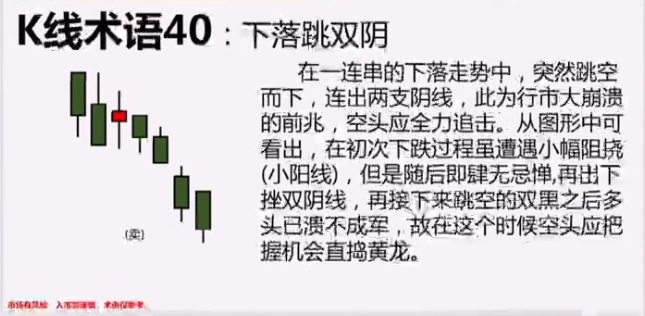 K线术语40：下落跳双阴
在一连串的下落走势中，突然跳空
而下，连出两支阴线，此为行市大崩溃
的前兆，空头应全力追击。从图形中可
看出，在初次下跌过程虽遭遇小幅阻挠
(小阳线)，但是随后即肆无忌惮,再出下
挫双阴线，再接下来跳空的双黑之后多
头已溃不成军，故在这个时候空头应把
握机会直捣黄龙。
(卖)